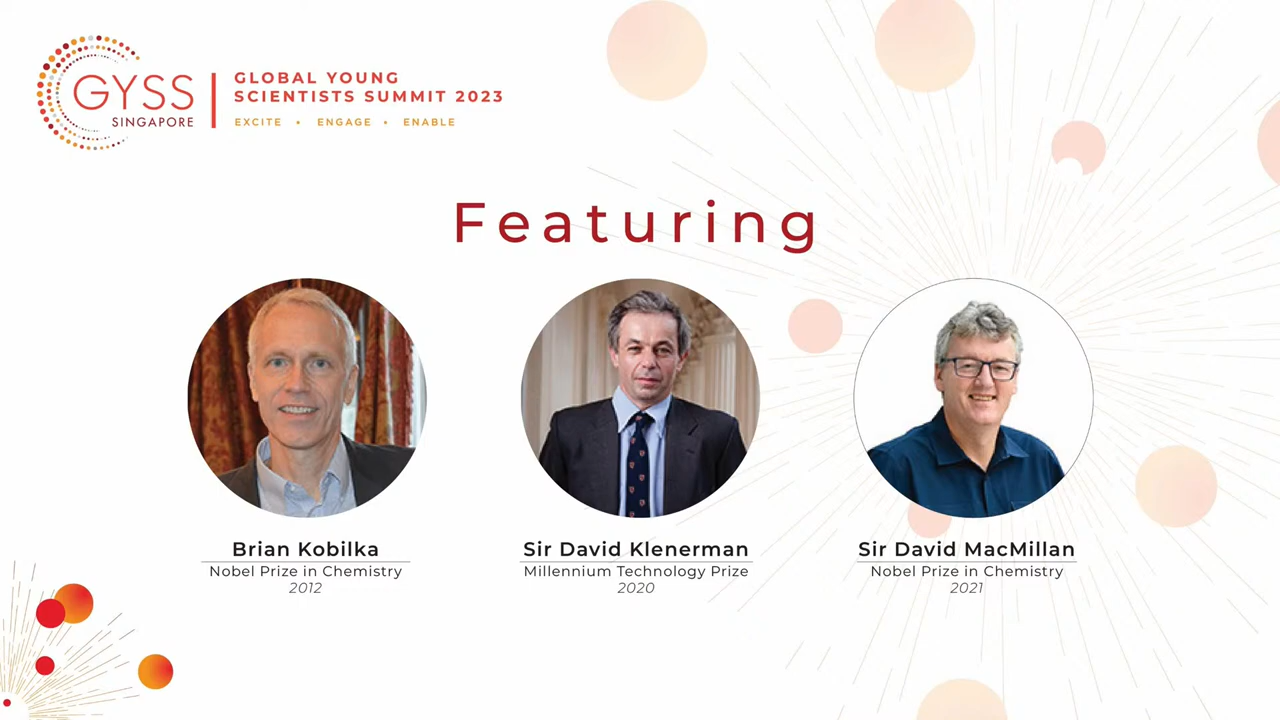 GYSS
SINGAPORE
GLOBAL YOUNG
SCIENTISTS SUMMIT 2023
EXCITE • ENGAGE • ENABLE
Featuring
Brian Kobilka
Nobel Prize in Chemistry
2012
Sir David Klenerman
Millennium Technology Prize
2020
Sir David MacMillan
Nobel Prize in Chemistry
2021